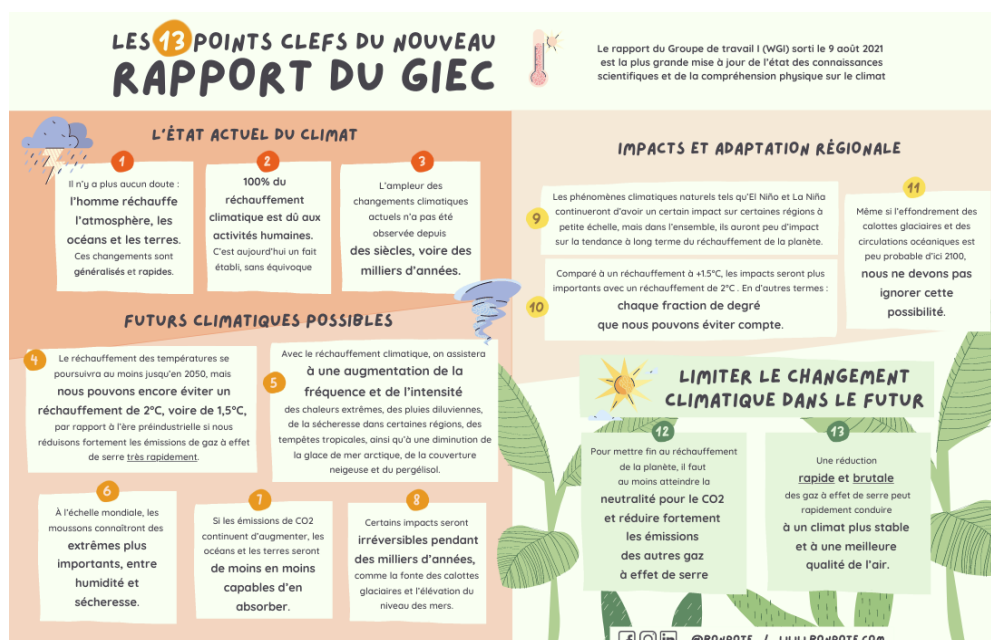 LES 13 POINTS CLEFS DU NOUVEAU
RAPPORT DU GIEC
Le rapport du Groupe de travail I (WGI) sorti le 9 août 2021
est la plus grande mise à jour de l'état des connaissances
scientifiques et de la compréhension physique sur le climat
L'ÉTAT ACTUEL DU CLIMAT
1
Il n'y a plus aucun doute :
l'homme réchauffe
l'atmosphère, les
océans et les terres.
Ces changements sont
généralisés et rapides.
2
100% du
réchauffement
climatique est dû aux
activités humaines.
C'est aujourd'hui un fait
établi, sans équivoque
3
L'ampleur des
changements climatiques
actuels n'a pas été
observée depuis
des siècles, voire des
milliers d'années.
FUTURS CLIMATIQUES POSSIBLES
4
Le réchauffement des températures se
poursuivra au moins jusqu'en 2050, mais
nous pouvons encore éviter un
réchauffement de 2°C, voire de 1,5°C,
par rapport à l'ère préindustrielle si nous
réduisons fortement les émissions de gaz à effet
de serre très rapidement.
5
Avec le réchauffement climatique, on assistera
à une augmentation de la
fréquence et de l'intensité
des chaleurs extrêmes, des pluies diluviennes,
de la sécheresse dans certaines régions, des
tempêtes tropicales, ainsi qu'à une diminution de
la glace de mer arctique, de la couverture
neigeuse et du pergélisol.
6
À l'échelle mondiale, les
moussons connaîtront des
extrêmes plus
importants, entre
humidité et
sécheresse.
7
Si les émissions de CO2
continuent d'augmenter, les
océans et les terres seront
de moins en moins
capables d'en
absorber.
8
Certains impacts seront
irréversibles pendant
des milliers d'années,
comme la fonte des calottes
glaciaires et l'élévation du
niveau des mers.
IMPACTS ET ADAPTATION RÉGIONALE
9
Les phénomènes climatiques naturels tels qu'El Niño et La Niña
continueront d'avoir un certain impact sur certaines régions à
petite échelle, mais dans l'ensemble, ils auront peu d'impact
sur la tendance à long terme du réchauffement de la planète.
10
Comparé à un réchauffement à +1.5°C, les impacts seront plus
importants avec un réchauffement de 2°C . En d'autres termes :
chaque fraction de degré
que nous pouvons éviter compte.
11
Même si l'effondrement des
calottes glaciaires et des
circulations océaniques est
peu probable d'ici 2100,
nous ne devons pas
ignorer cette
possibilité.
LIMITER LE CHANGEMENT
CLIMATIQUE DANS LE FUTUR
12
Pour mettre fin au réchauffement
de la planète, il faut
au moins atteindre la
neutralité pour le CO2
et réduire fortement
les émissions
des autres gaz
à effet de serre
13
Une réduction
rapide et brutale
des gaz à effet de serre peut
rapidement conduire
à un climat plus stable
et à une meilleure
qualité de l'air.
@BONPOTE /